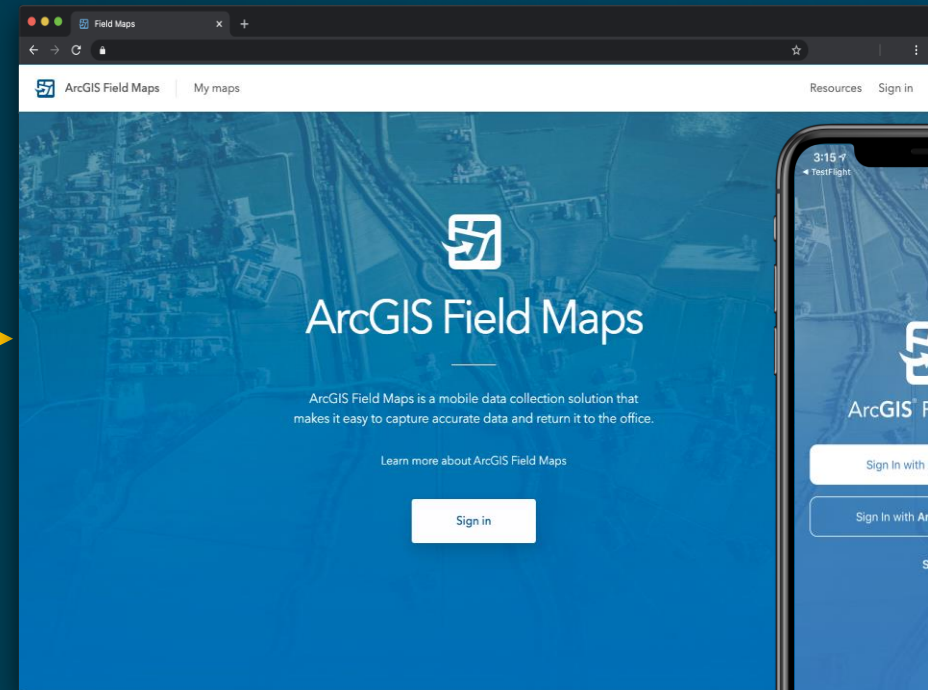 Field Maps
ArcGIS Field Maps
My maps
Resources
Sign in
ArcGIS Field Maps
ArcGIS Field Maps is a mobile data collection solution that
makes it easy to capture accurate data and return it to the office.
Learn more about ArcGIS Field Maps
Sign in
3:15
TestFlight
ArcGIS®
Sign In with
Sign In with